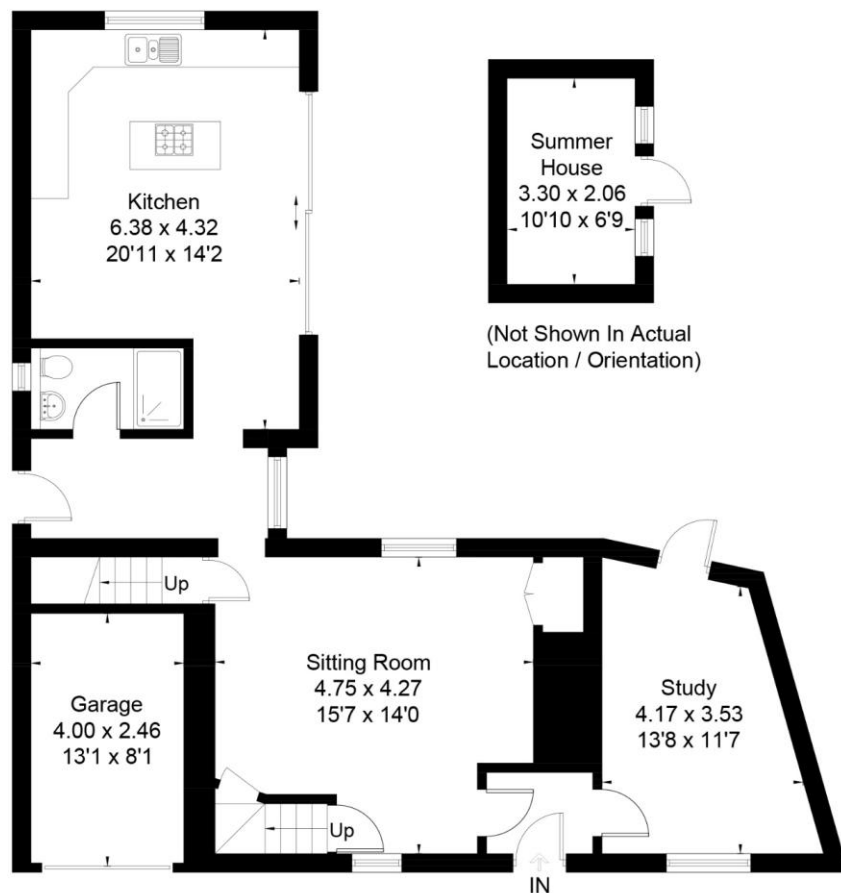 Kitchen
6.38 x 4.32
20'11 x 14'2
Summer
House
3.30 x 2.06
10'10 x 6'9
(Not Shown In Actual
Location / Orientation)
Up
Sitting Room
4.75 x 4.27
15'7 x 14'0
Garage
4.00 x 2.46
13'1 x 8'1
Study
4.17 x 3.53
13'8 x 11'7
Up
IN